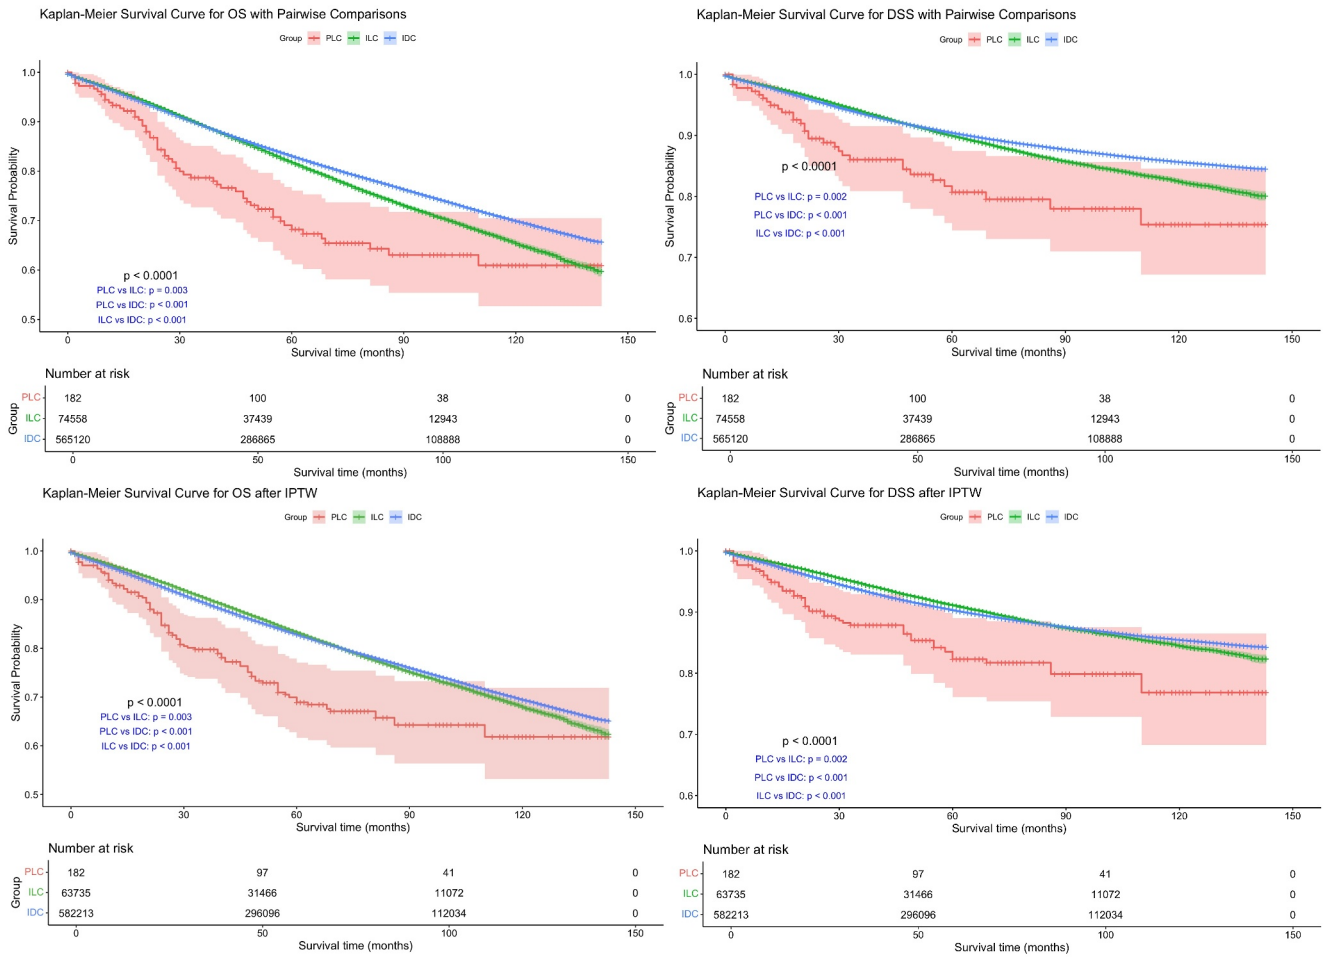 Kaplan-Meier Survival Curve for OS with Pairwise Comparisons
Group PLC ILC IDC
1.0
0.9
0.8
0.7
0.6
0.5
Survival Probability
p < 0.0001
PLC vs ILC: p = 0.003
PLC vs IDC: p < 0.001
ILC vs IDC: p < 0.001
0 30 60 90 120 150
Survival time (months)
Number at risk
Group
PLC 182 100 38 0
ILC 74558 37439 12943 0
IDC 565120 286865 108888 0
0 50 100 150
Survival time (months)
Kaplan-Meier Survival Curve for DSS with Pairwise Comparisons
Group PLC ILC IDC
1.0
0.9
0.8
0.7
0.6
Survival Probability
p < 0.0001
PLC vs ILC: p = 0.002
PLC vs IDC: p < 0.001
ILC vs IDC: p < 0.001
0 30 60 90 120 150
Survival time (months)
Number at risk
Group
PLC 182 100 38 0
ILC 74558 37439 12943 0
IDC 565120 286865 108888 0
0 50 100 150
Survival time (months)
Kaplan-Meier Survival Curve for OS after IPTW
Group PLC ILC IDC
1.0
0.9
0.8
0.7
0.6
0.5
Survival Probability
p < 0.0001
PLC vs ILC: p = 0.003
PLC vs IDC: p < 0.001
ILC vs IDC: p < 0.001
0 30 60 90 120 150
Survival time (months)
Number at risk
Group
PLC 182 97 41 0
ILC 63735 31466 11072 0
IDC 582213 296096 112034 0
0 50 100 150
Survival time (months)
Kaplan-Meier Survival Curve for DSS after IPTW
Group PLC ILC IDC
1.0
0.9
0.8
0.7
0.6
Survival Probability
p < 0.0001
PLC vs ILC: p = 0.002
PLC vs IDC: p < 0.001
ILC vs IDC: p < 0.001
0 30 60 90 120 150
Survival time (months)
Number at risk
Group
PLC 182 97 41 0
ILC 63735 31466 11072 0
IDC 582213 296096 112034 0
0 50 100 150
Survival time (months)